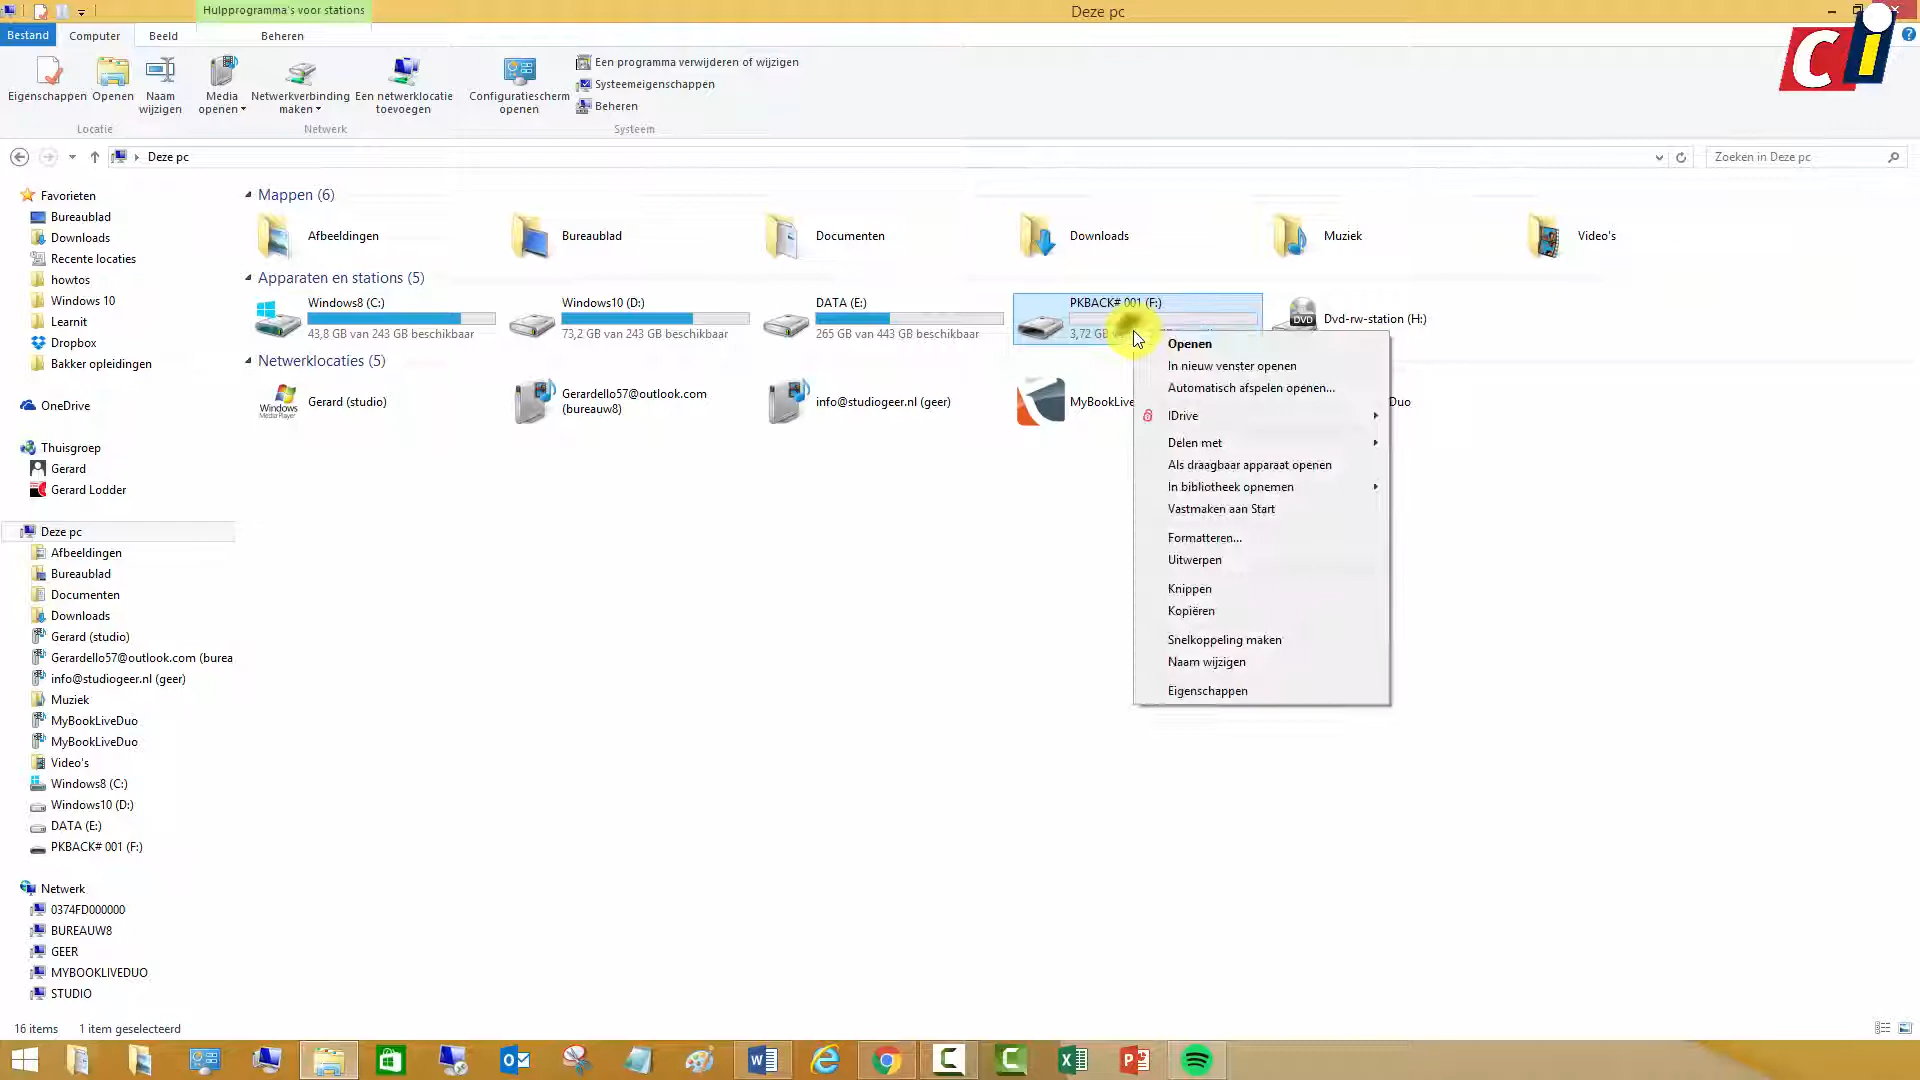 Hulpprogramma's voor stations
Deze pc
Bestand
Computer
Beeld
Beheren
Ci
Eigenschappen
Openen
Naam
wijzigen
Media
openen
Netwerkverbinding
maken
Een netwerklocatie
toevoegen
Configuratiescherm
openen
Een programma verwijderen of wijzigen
Systeemeigenschappen
Beheren
Locatie
Netwerk
Systeem
Deze pc
Zoeken in Deze pc
Favorieten
Bureaublad
Downloads
Recente locaties
howtos
Windows 10
Learnit
Dropbox
Bakker opleidingen
OneDrive
Thuisgroep
Gerard
Gerard Lodder
Deze pc
Afbeeldingen
Bureaublad
Documenten
Downloads
Gerard (studio)
Gerardello57@outlook.com (burea
info@studiogeer.nl (geer)
Muziek
MyBookLiveDuo
MyBookLiveDuo
Video's
Windows8 (C:)
Windows10 (D:)
DATA (E:)
PKBACK# 001 (F:)
Netwerk
0374FD000000
BUREAUW8
GEER
MYBOOKLIVEDUO
STUDIO
Mappen (6)
Afbeeldingen
Bureaublad
Documenten
Downloads
Muziek
Video's
Apparaten en stations (5)
Windows8 (C:)
43,8 GB van 243 GB beschikbaar
Windows10 (D:)
73,2 GB van 243 GB beschikbaar
DATA (E:)
265 GB van 443 GB beschikbaar
PKBACK# 001 (F:)
3,72 GB
DVD
Dvd-rw-station (H:)
Netwerklocaties (5)
Windows
Media Player
Gerard (studio)
Gerardello57@outlook.com
(bureauw8)
info@studiogeer.nl (geer)
MyBookLive
Duo
Openen
In nieuw venster openen
Automatisch afspelen openen...
IDrive
Delen met
Als draagbaar apparaat openen
In bibliotheek opnemen
Vastmaken aan Start
Formatteren...
Uitwerpen
Knippen
Kopiëren
Snelkoppeling maken
Naam wijzigen
Eigenschappen
16 items
1 item geselecteerd